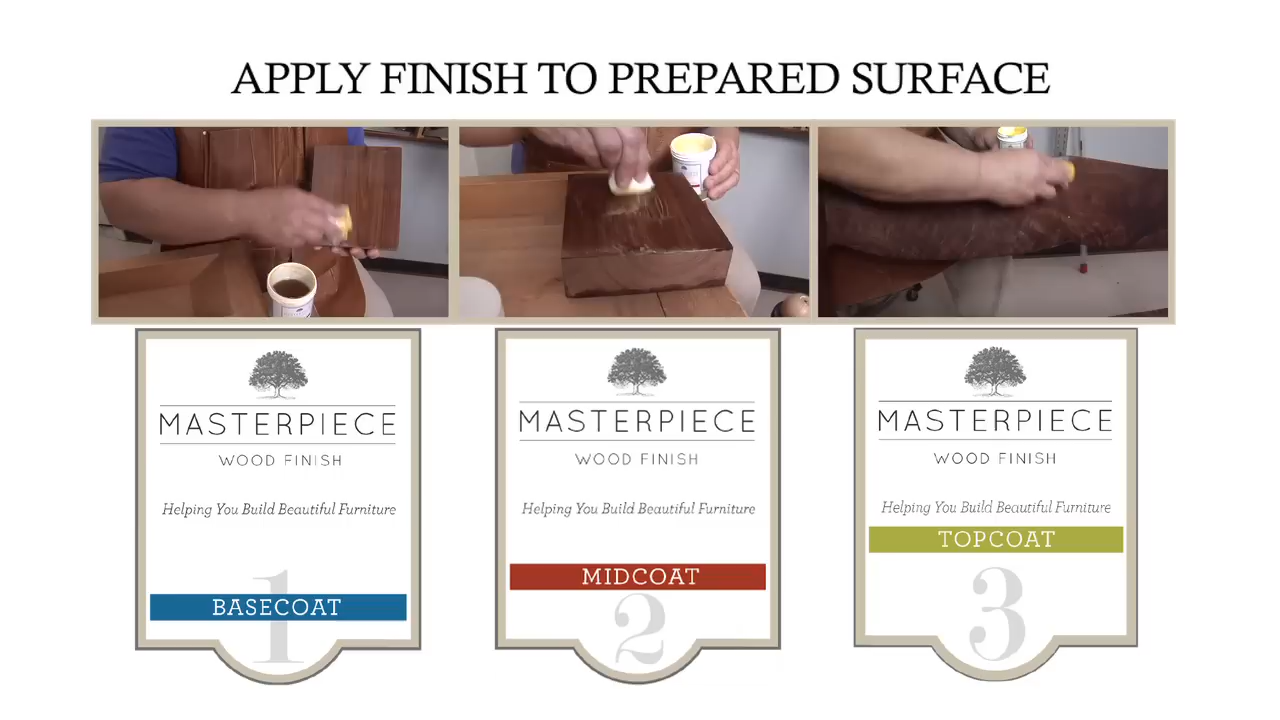 APPLY FINISH TO PREPARED SURFACE
MASTERPIECE
WOOD FINISH
Helping You Build Beautiful Furniture
BASECOAT
1
MASTERPIECE
WOOD FINISH
Helping You Build Beautiful Furniture
MIDCOAT
2
MASTERPIECE
WOOD FINISH
Helping You Build Beautiful Furniture
TOPCOAT
3